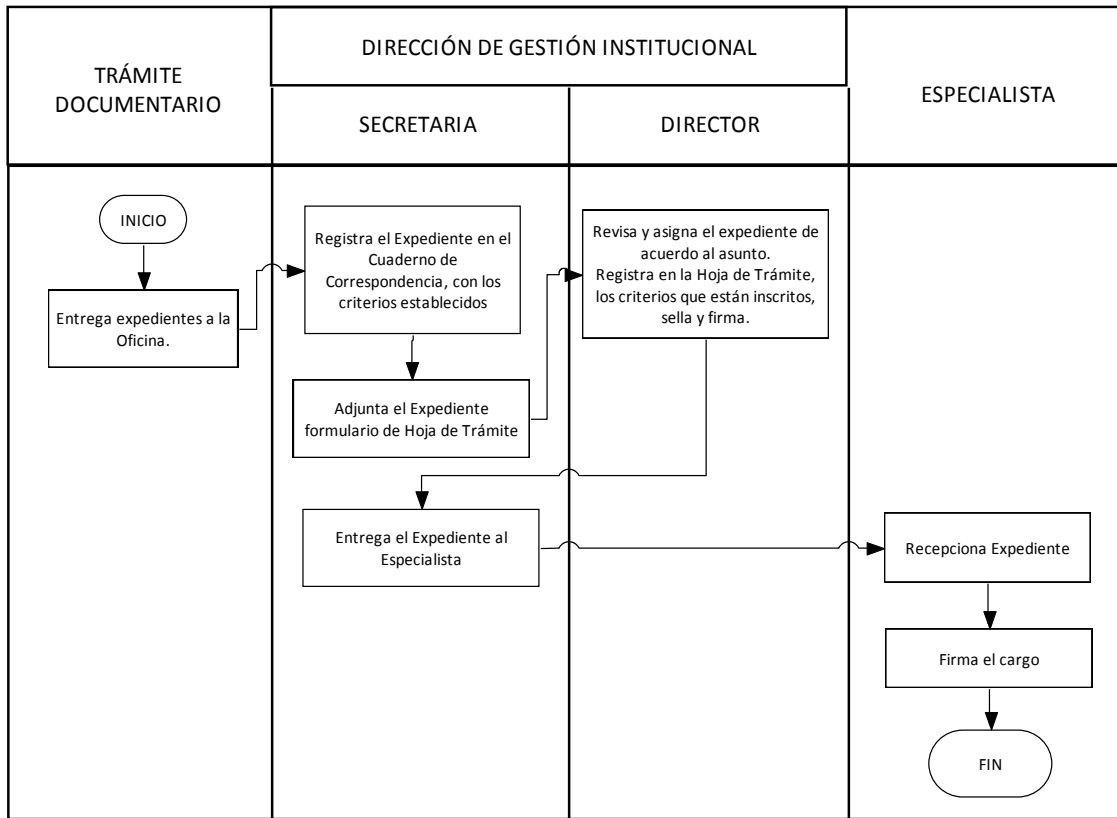 TRÁMITE
DOCUMENTARIO
DIRECCIÓN DE GESTIÓN INSTITUCIONAL
SECRETARIA
DIRECTOR
ESPECIALISTA
INICIO
Entrega expedientes a la
Oficina.
Registra el Expediente en el
Cuaderno de
Correspondencia, con los
criterios establecidos
Adjunta el Expediente
formulario de Hoja de Trámite
Revisa y asigna el expediente de
acuerdo al asunto.
Registra en la Hoja de Trámite,
los criterios que están inscritos,
sella y firma.
Entrega el Expediente al
Especialista
Recepciona Expediente
Firma el cargo
FIN